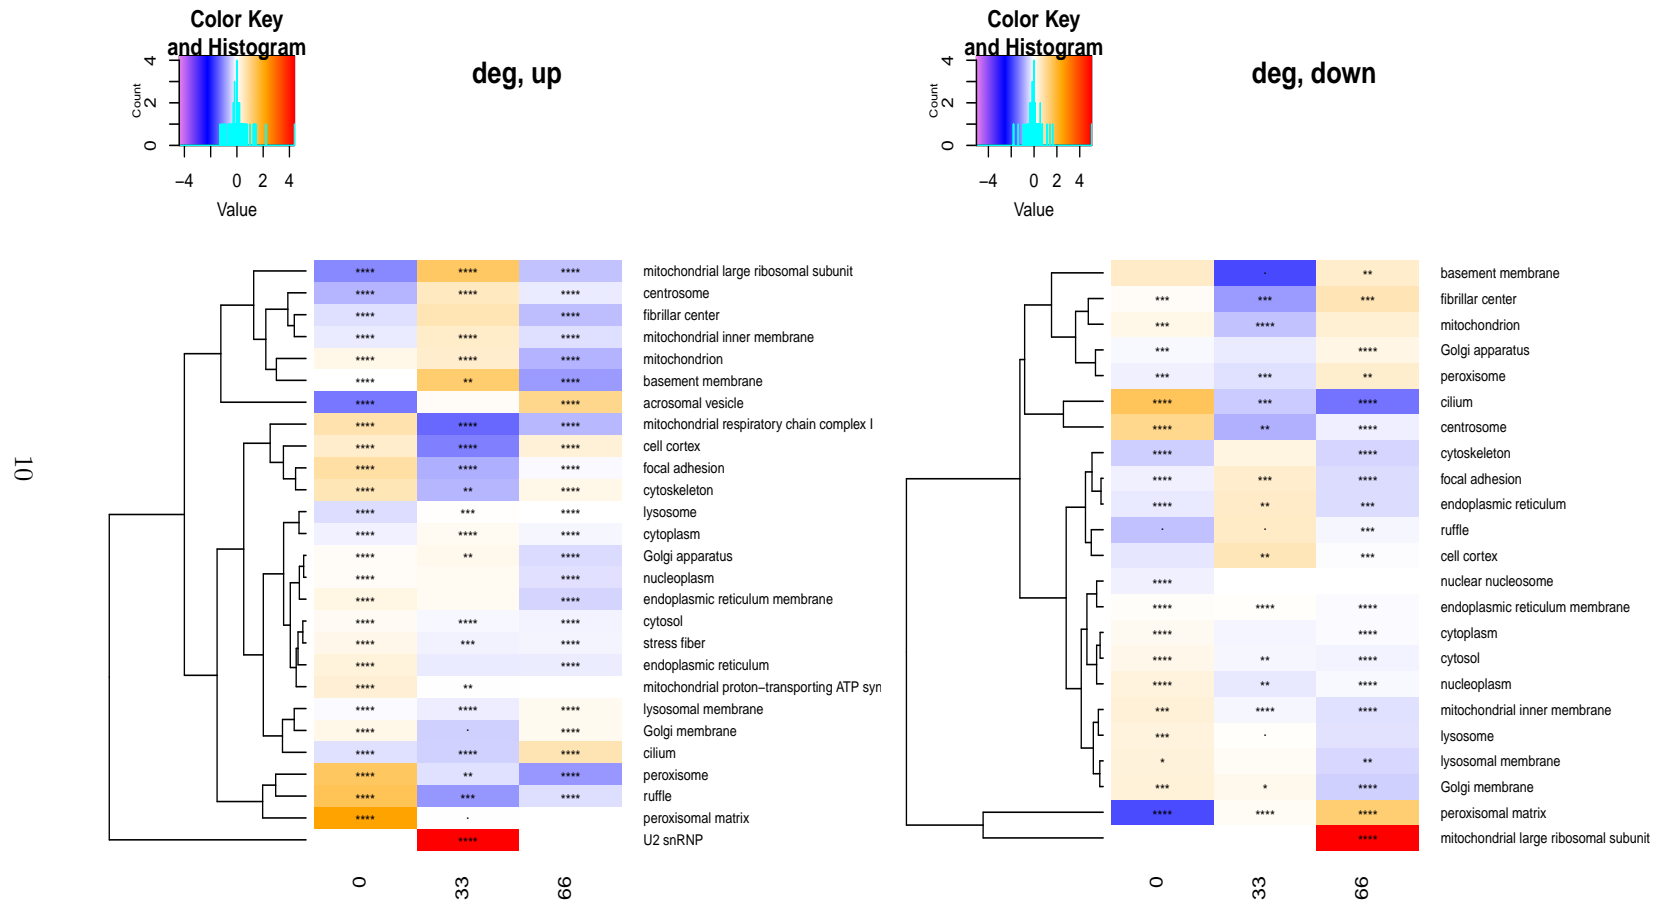 Color Key
and Histogram
Count
0 2 4
−4 0 2 4
Value
deg, up
**** **** **** mitochondrial large ribosomal subunit
**** **** **** centrosome
**** **** fibrillar center
**** **** **** mitochondrial inner membrane
**** **** **** mitochondrion
**** ** **** basement membrane
**** **** acrosomal vesicle
**** **** **** mitochondrial respiratory chain complex I
**** **** **** cell cortex
**** **** **** focal adhesion
**** ** **** cytoskeleton
**** *** **** lysosome
**** **** **** cytoplasm
**** ** **** Golgi apparatus
**** **** nucleoplasm
**** **** endoplasmic reticulum membrane
**** **** **** cytosol
**** *** **** stress fiber
**** **** endoplasmic reticulum
**** ** mitochondrial proton−transporting ATP syn
**** **** **** lysosomal membrane
**** . **** Golgi membrane
**** **** **** cilium
**** ** **** peroxisome
**** *** **** ruffle
**** . peroxisomal matrix
**** U2 snRNP
0 33 66
Color Key
and Histogram
Count
0 2 4
−4 0 2 4
Value
deg, down
. ** basement membrane
*** *** *** fibrillar center
*** **** mitochondrion
*** **** Golgi apparatus
*** *** ** peroxisome
**** *** **** cilium
**** ** **** centrosome
**** **** cytoskeleton
**** *** **** focal adhesion
**** ** *** endoplasmic reticulum
. . *** ruffle
** *** cell cortex
**** nuclear nucleosome
**** **** **** endoplasmic reticulum membrane
**** **** cytoplasm
**** ** **** cytosol
**** ** **** nucleoplasm
*** **** **** mitochondrial inner membrane
*** . lysosome
* ** lysosomal membrane
*** * **** Golgi membrane
**** **** **** peroxisomal matrix
**** mitochondrial large ribosomal subunit
0 33 66
10